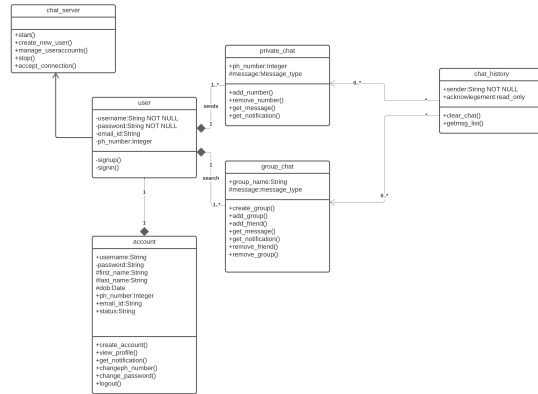 chat_server
+start()
+create_new_user()
+manage_useraccounts()
+stop()
+accept_connection()
private_chat
+ph_number:Integer
#message:Message_type
+add_number()
+remove_number()
+get_message()
+get_notification()
chat_history
+sender:String NOT NULL
+acknowlegement:read_only
+clear_chat()
+getmsg_list()
user
-username:String NOT NULL
-password:String NOT NULL
-email_id:String
-ph_number:Integer
-signup()
-signin()
1..*
sends
1
0..*
*
*
1
search
1..*
0..*
group_chat
+group_name:String
#message:message_type
+create_group()
+add_group()
+add_friend()
+get_message()
+get_notification()
+remove_friend()
+remove_group()
1
1
account
+username:String
-password:String
#first_name:String
#last_name:String
#dob:Date
+ph_number:Integer
+email_id:String
+status:String
+create_account()
+view_profile()
+get_notification()
+changeph_number()
+change_password()
+logout()